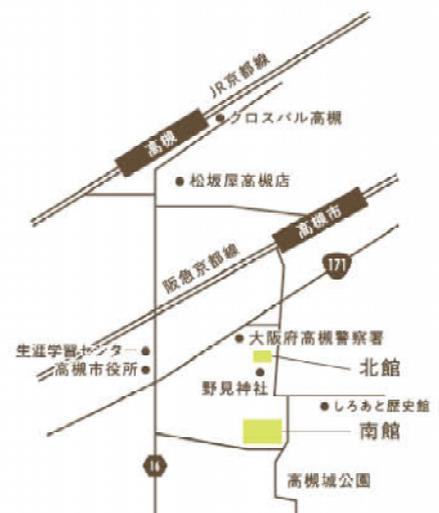 JR京都線
グロスパル高槻
高槻
松坂屋高槻店
高槻市
阪急京都線
171
大阪府高槻警察署
生涯学習センター
北館
高槻市役所
野見神社
しろあと歴史館
南館
16
高槻城公園